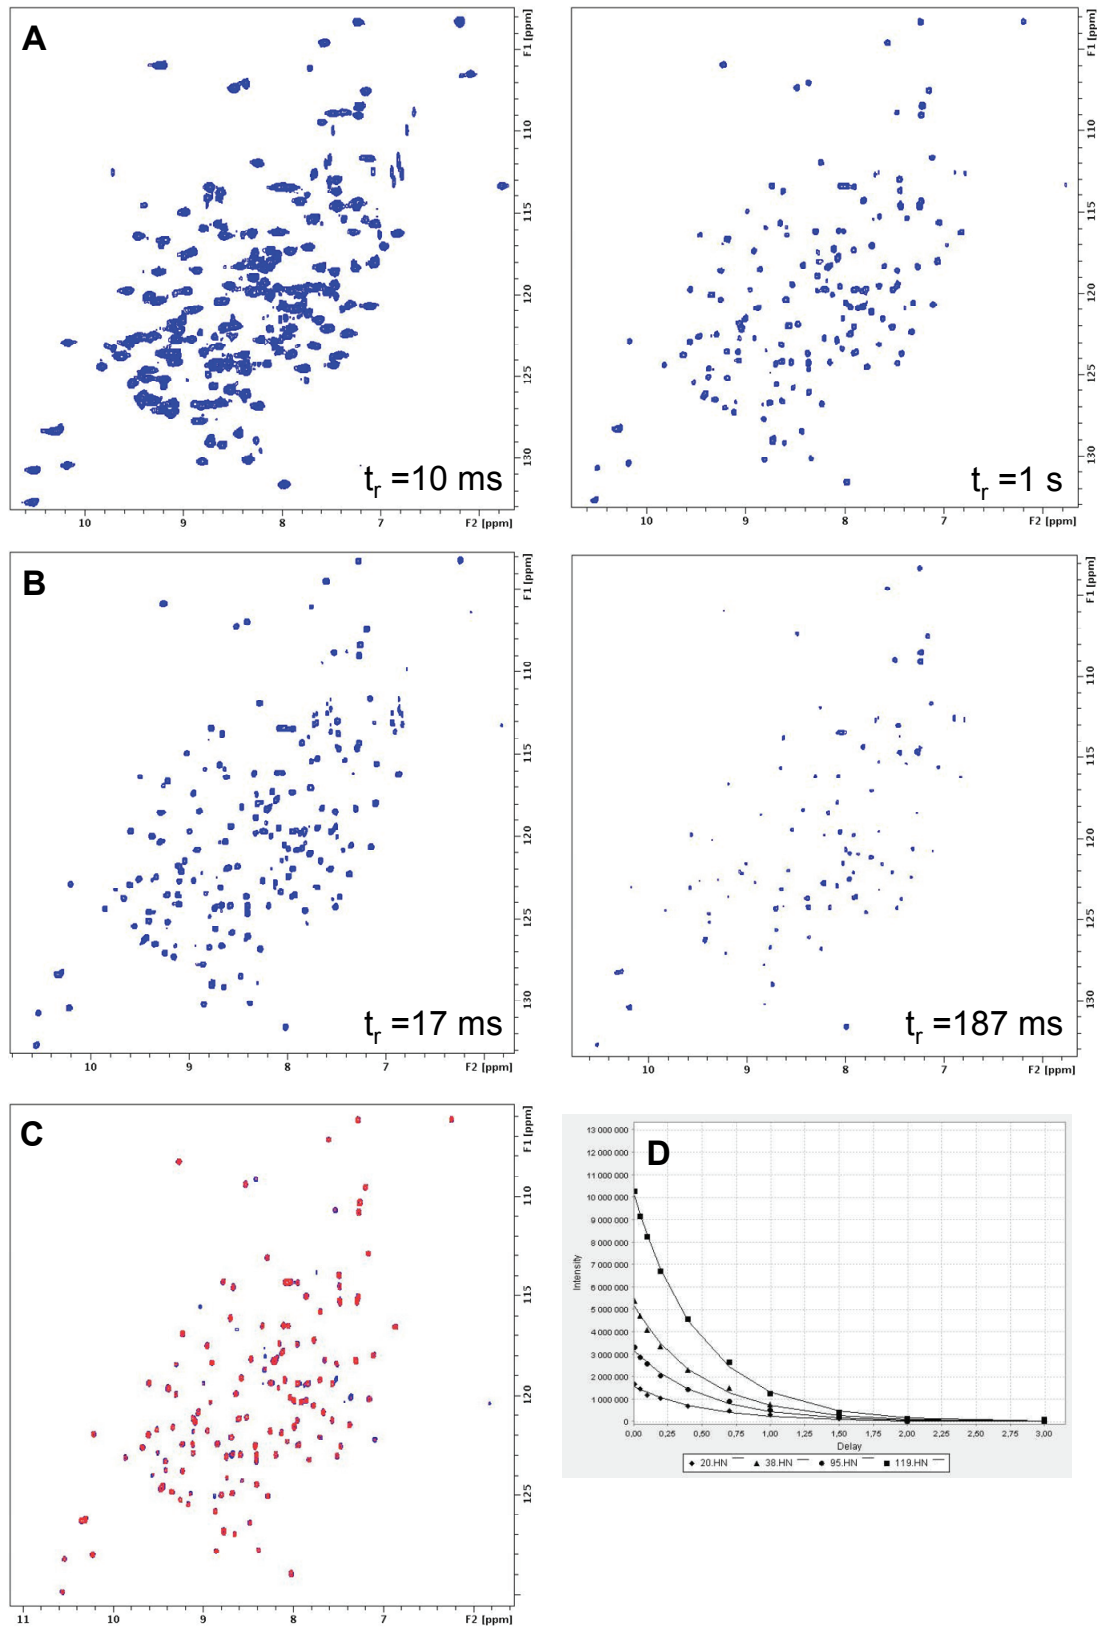 A
F1 [ppm]
110
115
120
125
130
t_r =10 ms
10 9 8 7 F2 [ppm]
F1 [ppm]
110
115
120
125
130
t_r =1 s
10 9 8 7 F2 [ppm]
B
F1 [ppm]
110
115
120
125
130
t_r =17 ms
10 9 8 7 F2 [ppm]
F1 [ppm]
110
115
120
125
130
t_r =187 ms
10 9 8 7 F2 [ppm]
C
F1 [ppm]
110
115
120
125
11 10 9 8 7 F2 [ppm]
D
Intensity
13 000 000
12 000 000
11 000 000
10 000 000
9 000 000
8 000 000
7 000 000
6 000 000
5 000 000
4 000 000
3 000 000
2 000 000
1 000 000
0
0,00 0,25 0,50 0,75 1,00 1,25 1,50 1,75 2,00 2,25 2,50 2,75 3,00
Delay
20.HN 38.HN 95.HN 119.HN